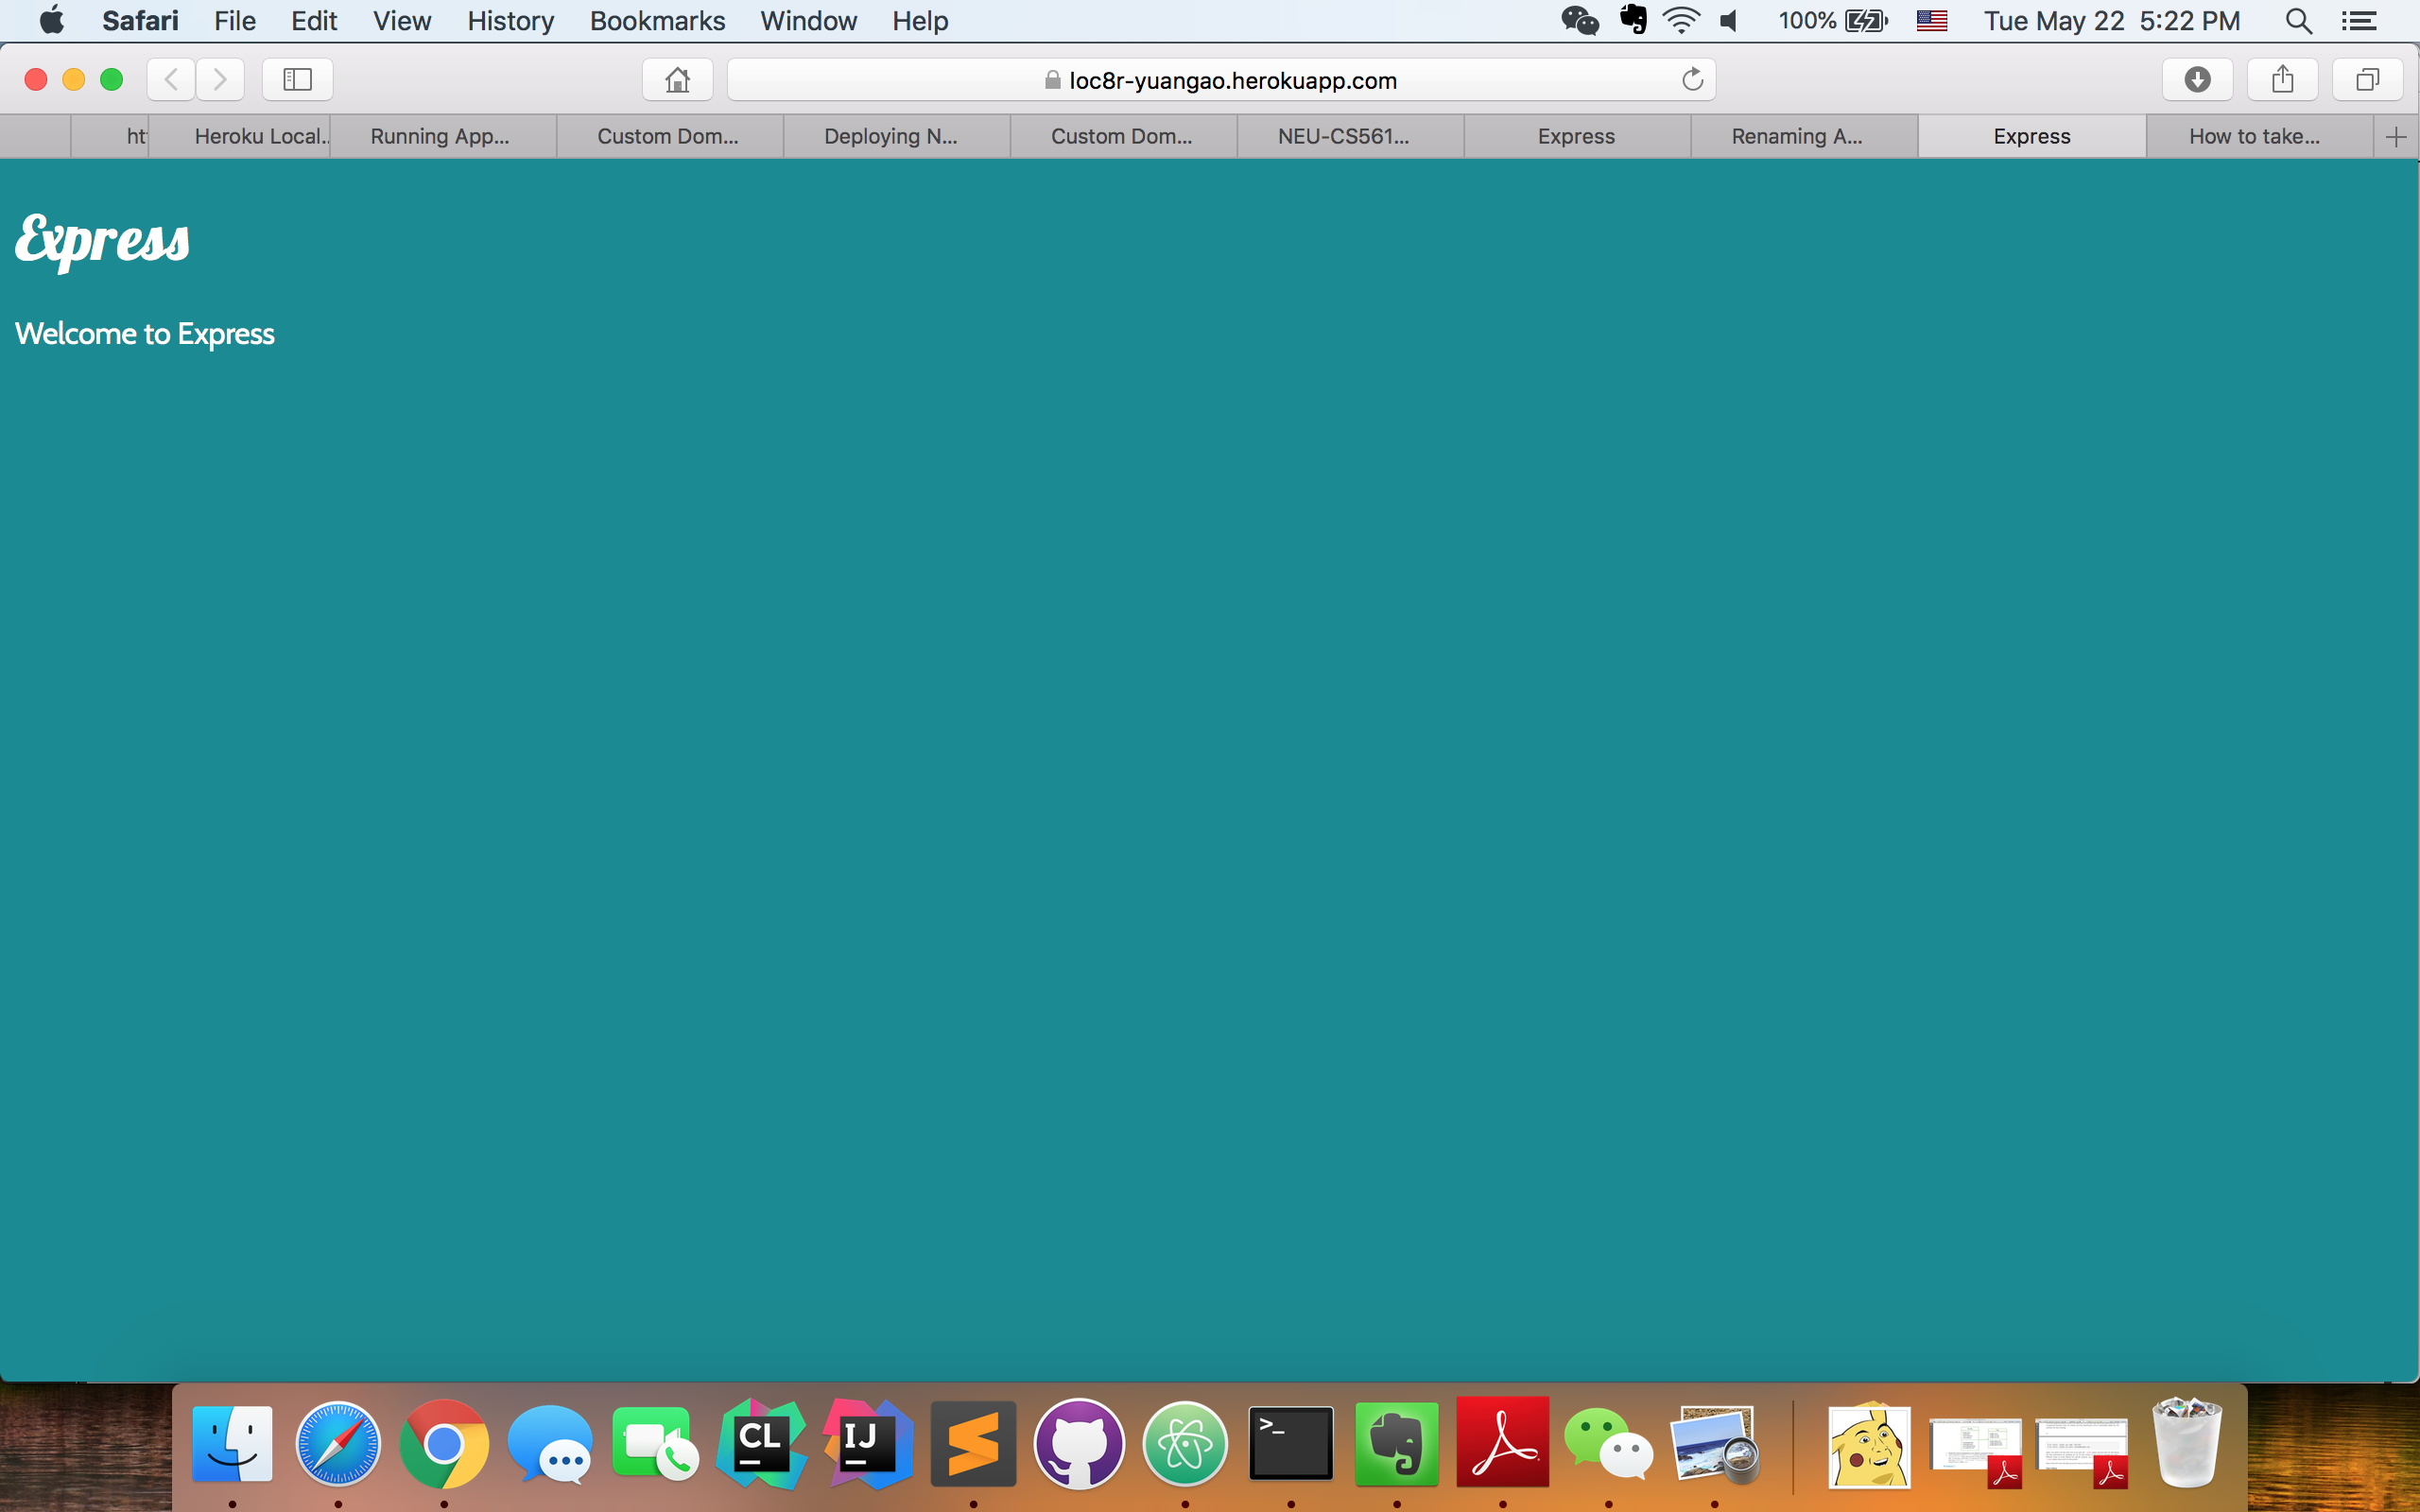 Safari File Edit View History Bookmarks Window Help 100% Tue May 22 5:22 PM
loc8r-yuangao.herokuapp.com
ht Heroku Local... Running App... Custom Dom... Deploying N... Custom Dom... NEU-CS561... Express Renaming A... Express How to take...
Express
Welcome to Express
CL IJ >_